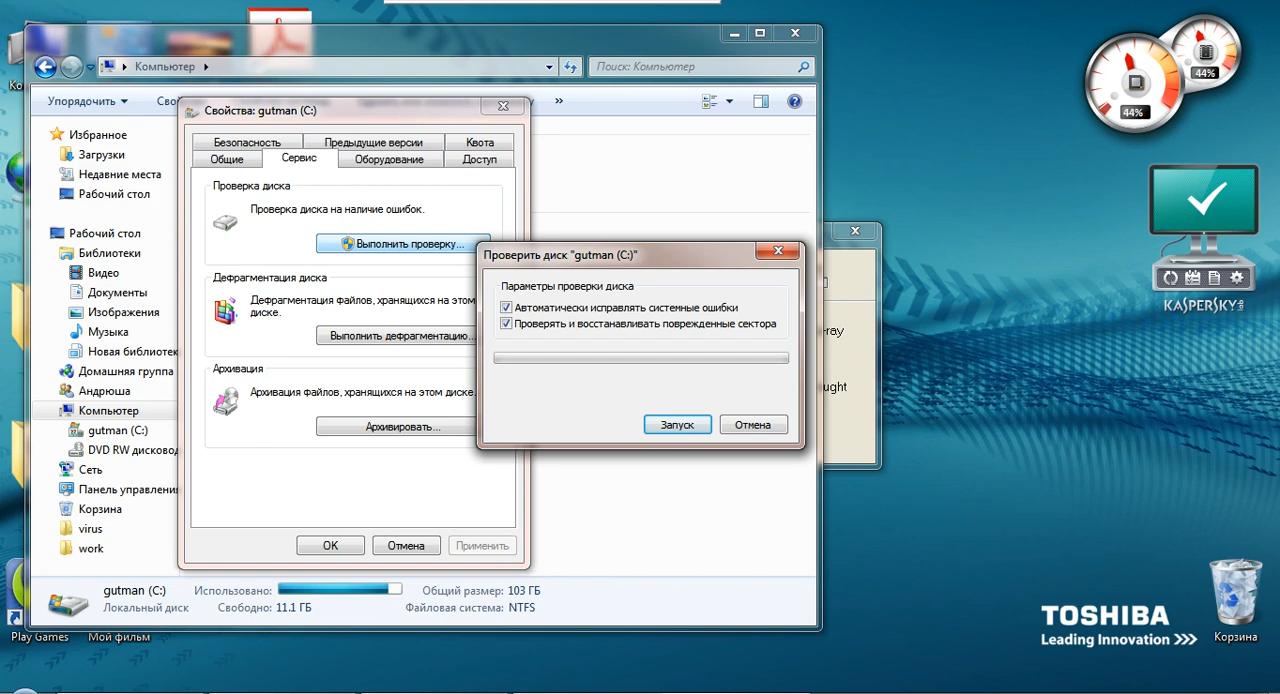 Компьютер
Поиск: Компьютер
Упорядочить
»
Избранное
Загрузки
Недавние места
Рабочий стол
Рабочий стол
Библиотеки
Видео
Документы
Изображения
Музыка
Новая библиотек
Домашняя группа
Андрюша
Компьютер
gutman (C:)
DVD RW дисковод
Сеть
Панель управления
Корзина
virus
work
Свойства: gutman (C:)
Безопасность
Предыдущие версии
Квота
Общие
Сервис
Оборудование
Доступ
Проверка диска
Проверка диска на наличие ошибок.
Выполнить проверку...
Дефрагментация диска
Дефрагментация файлов, хранящихся на этом
диске.
Выполнить дефрагментацию...
Архивация
Архивация файлов, хранящихся на этом диске.
Архивировать...
OK
Отмена
Применить
Проверить диск "gutman (C:)"
Параметры проверки диска
Автоматически исправлять системные ошибки
Проверять и восстанавливать поврежденные сектора
Запуск
Отмена
-ray
ught
gutman (C:)
Использовано:
Общий размер: 103 ГБ
Локальный диск
Свободно: 11.1 ГБ
Файловая система: NTFS
Play Games
Мой фильм
44%
44%
KASPERSKY lab
TOSHIBA
Leading Innovation >>>
Корзина